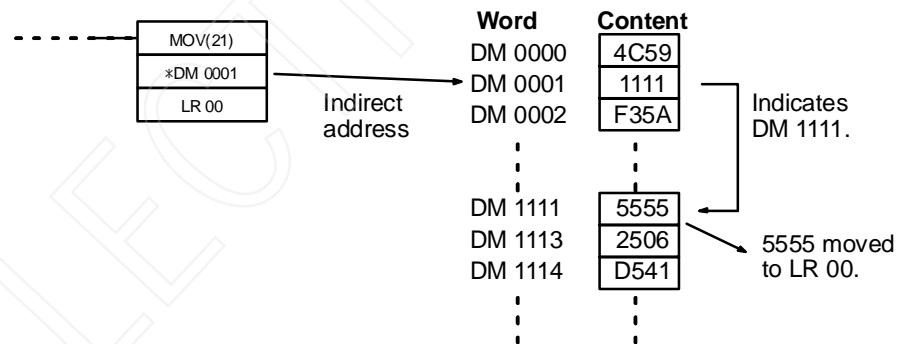 MOV(21)
*DM 0001
LR 00
Indirect
address
Word Content
DM 0000 4C59
DM 0001 1111
DM 0002 F35A
Indicates
DM 1111.
DM 1111 5555
DM 1113 2506
DM 1114 D541
5555 moved
to LR 00.